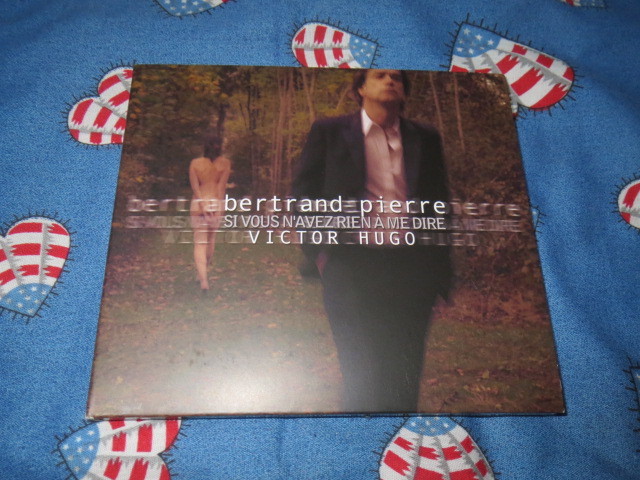 bertrand pierre
SI VOUS N'AVEZ RIEN A ME DIRE
VICTOR HUGO